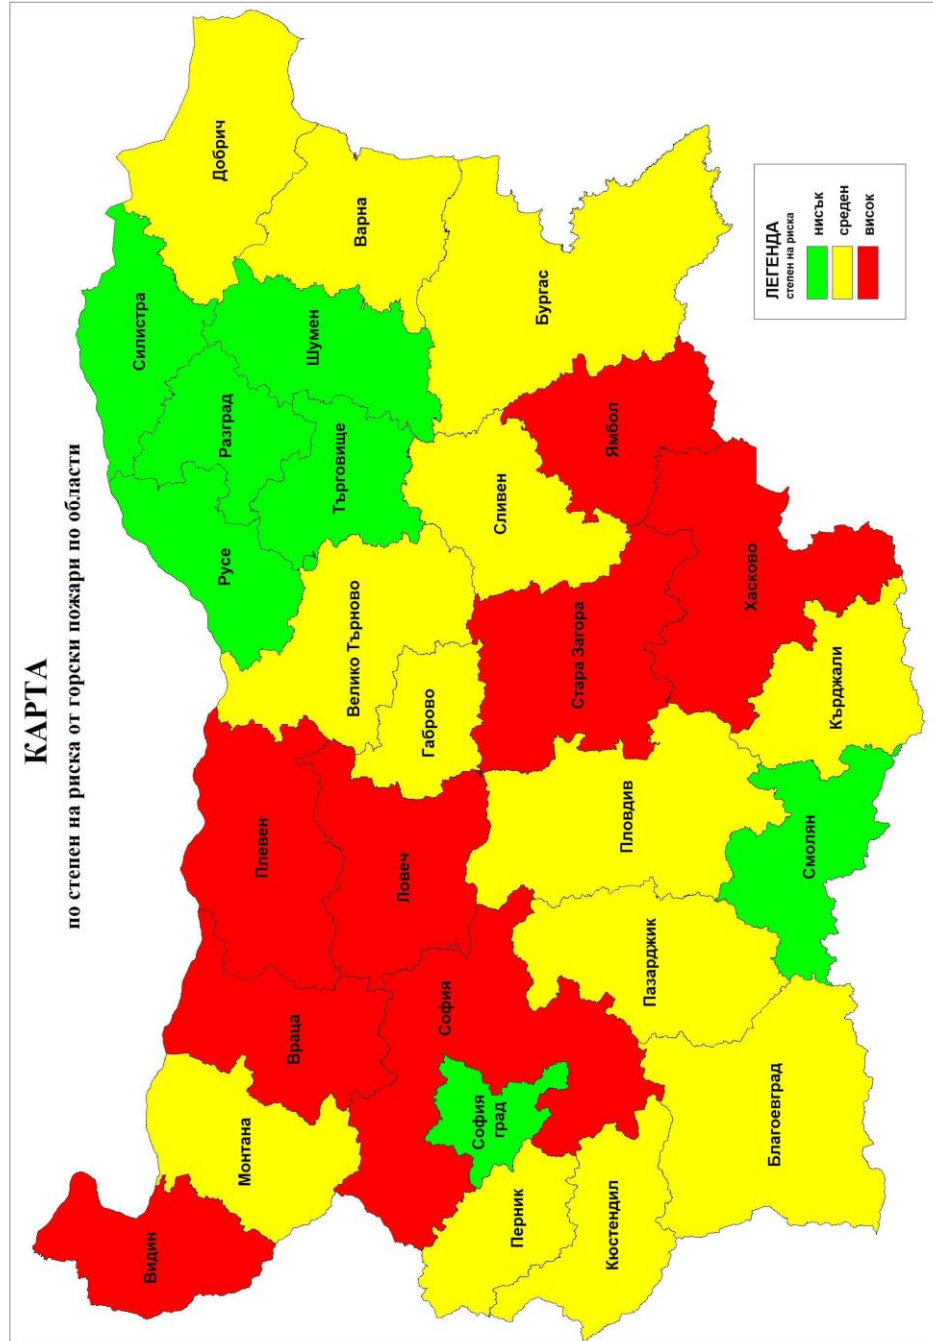 КАРТА
по степен на риска от горски пожари по области
Видин
Монтана
Враца
Плевен
Ловеч
София
София
град
Перник
Кюстендил
Благоевград
Пазарджик
Пловдив
Смолян
Кърджали
Хасково
Стара Загора
Габрово
Велико Търново
Русе
Разград
Силистра
Търговище
Шумен
Добрич
Варна
Сливен
Ямбол
Бургас
ЛЕГЕНДА
степен на риска
нисък
среден
висок